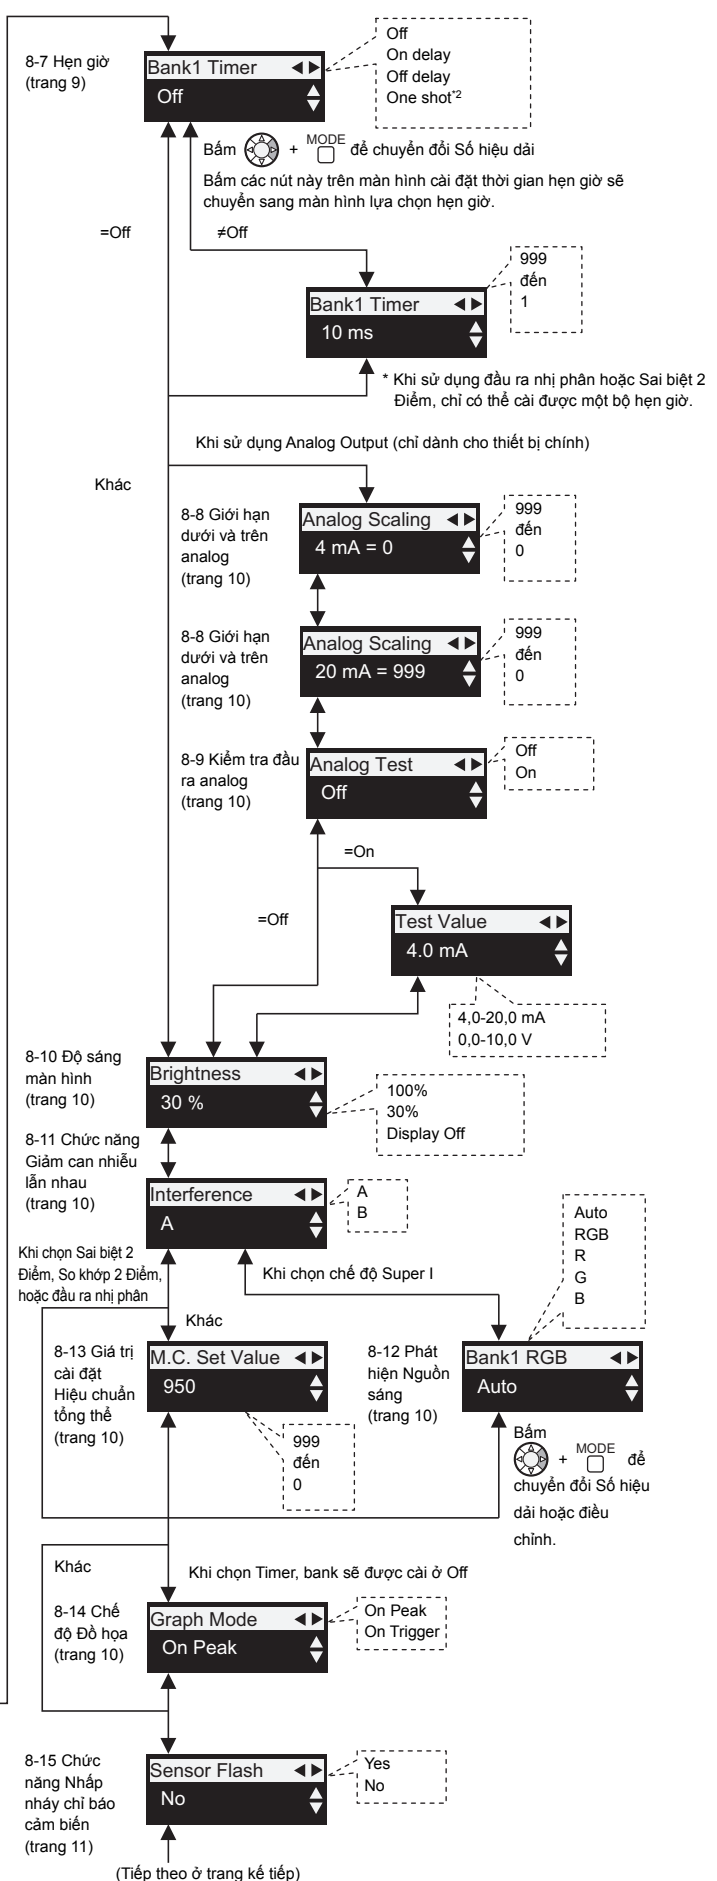 8-7 Hẹn giờ
(trang 9)
Bank1 Timer
Off
Off
On delay
Off delay
One shot*2
Bấm + MODE để chuyển đổi Số hiệu dải
Bấm các nút này trên màn hình cài đặt thời gian hẹn giờ sẽ
chuyển sang màn hình lựa chọn hẹn giờ.
=Off
≠Off
Bank1 Timer
10 ms
999
đến
1
* Khi sử dụng đầu ra nhị phân hoặc Sai biệt 2
Điểm, chỉ có thể cài được một bộ hẹn giờ.
Khi sử dụng Analog Output (chỉ dành cho thiết bị chính)
Khác
8-8 Giới hạn
dưới và trên
analog
(trang 10)
Analog Scaling
4 mA = 0
999
đến
0
8-8 Giới hạn
dưới và trên
analog
(trang 10)
Analog Scaling
20 mA = 999
999
đến
0
8-9 Kiểm tra đầu
ra analog
(trang 10)
Analog Test
Off
Off
On
=On
=Off
Test Value
4.0 mA
4,0-20,0 mA
0,0-10,0 V
8-10 Độ sáng
màn hình
(trang 10)
Brightness
30 %
100%
30%
Display Off
8-11 Chức năng
Giảm can nhiễu
lẫn nhau
(trang 10)
Interference
A
A
B
Khi chọn Sai biệt 2
Điểm, So khớp 2 Điểm,
hoặc đầu ra nhị phân
Khi chọn chế độ Super I
Auto
RGB
R
G
B
Khác
8-13 Giá trị
cài đặt
Hiệu chuẩn
tổng thể
(trang 10)
M.C. Set Value
950
999
đến
0
8-12 Phát
hiện Nguồn
sáng
(trang 10)
Bank1 RGB
Auto
Bấm
+ MODE để
chuyển đổi Số hiệu
dải hoặc điều
chỉnh.
Khác
Khi chọn Timer, bank sẽ được cài ở Off
8-14 Chế
độ Đồ họa
(trang 10)
Graph Mode
On Peak
On Peak
On Trigger
8-15 Chức
năng Nhấp
nháy chỉ báo
cảm biến
(trang 11)
Sensor Flash
No
Yes
No
(Tiếp theo ở trang kế tiếp)